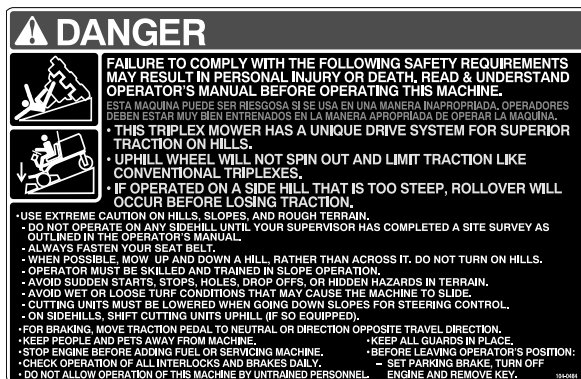 DANGER
FAILURE TO COMPLY WITH THE FOLLOWING SAFETY REQUIREMENTS
MAY RESULT IN PERSONAL INJURY OR DEATH. READ & UNDERSTAND
OPERATOR'S MANUAL BEFORE OPERATING THIS MACHINE.
ESTA MAQUINA PUEDE SER RIESGOSA SI SE USA EN UNA MANERA INAPROPRIADA. OPERADORES
DEBEN ESTAR MUY BIEN ENTRENADOS EN LA MANERA APROPRIADA DE OPERAR LA MAQUINA.
• THIS TRIPLEX MOWER HAS A UNIQUE DRIVE SYSTEM FOR SUPERIOR
TRACTION ON HILLS.
• UPHILL WHEEL WILL NOT SPIN OUT AND LIMIT TRACTION LIKE
CONVENTIONAL TRIPLEXES.
• IF OPERATED ON A SIDE HILL THAT IS TOO STEEP, ROLLOVER WILL
OCCUR BEFORE LOSING TRACTION.
•USE EXTREME CAUTION ON HILLS, SLOPES, AND ROUGH TERRAIN.
- DO NOT OPERATE ON ANY SIDEHILL UNTIL YOUR SUPERVISOR HAS COMPLETED A SITE SURVEY AS
OUTLINED IN THE OPERATOR'S MANUAL.
- ALWAYS FASTEN YOUR SEAT BELT.
- WHEN POSSIBLE, MOW UP AND DOWN A HILL, RATHER THAN ACROSS IT. DO NOT TURN ON HILLS.
- OPERATOR MUST BE SKILLED AND TRAINED IN SLOPE OPERATION.
- AVOID SUDDEN STARTS, STOPS, HOLES, DROP OFFS, OR HIDDEN HAZARDS IN TERRAIN.
- AVOID WET OR LOOSE TURF CONDITIONS THAT MAY CAUSE THE MACHINE TO SLIDE.
- CUTTING UNITS MUST BE LOWERED WHEN GOING DOWN SLOPES FOR STEERING CONTROL.
- ON SIDEHILLS, SHIFT CUTTING UNITS UPHILL (IF SO EQUIPPED).
•FOR BRAKING, MOVE TRACTION PEDAL TO NEUTRAL OR DIRECTION OPPOSITE TRAVEL DIRECTION.
•KEEP PEOPLE AND PETS AWAY FROM MACHINE.
•STOP ENGINE BEFORE ADDING FUEL OR SERVICING MACHINE.
•CHECK OPERATION OF ALL INTERLOCKS AND BRAKES DAILY.
• DO NOT ALLOW OPERATION OF THIS MACHINE BY UNTRAINED PERSONNEL.
•KEEP ALL GUARDS IN PLACE.
•BEFORE LEAVING OPERATOR'S POSITION:
- SET PARKING BRAKE, TURN OFF
ENGINE AND REMOVE KEY.
104-0484